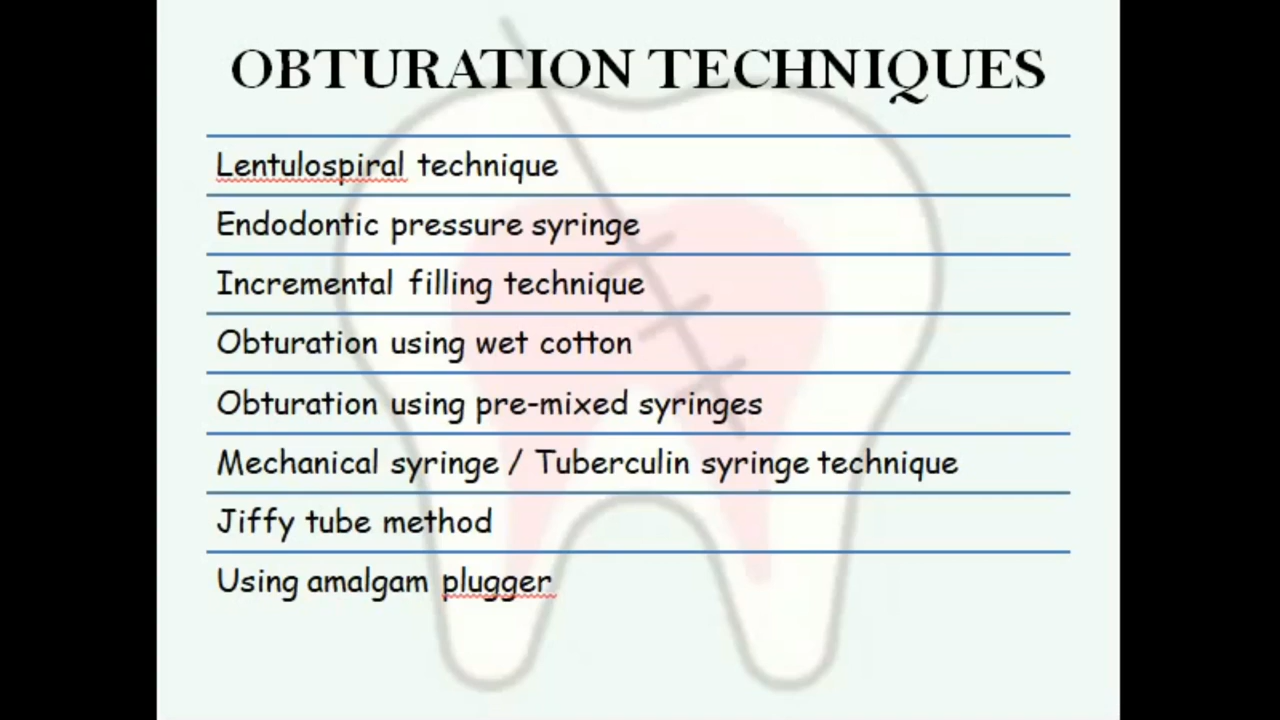 OBTURATION TECHNIQUES
Lentulospiral technique
Endodontic pressure syringe
Incremental filling technique
Obturation using wet cotton
Obturation using pre-mixed syringes
Mechanical syringe / Tuberculin syringe technique
Jiffy tube method
Using amalgam plugger